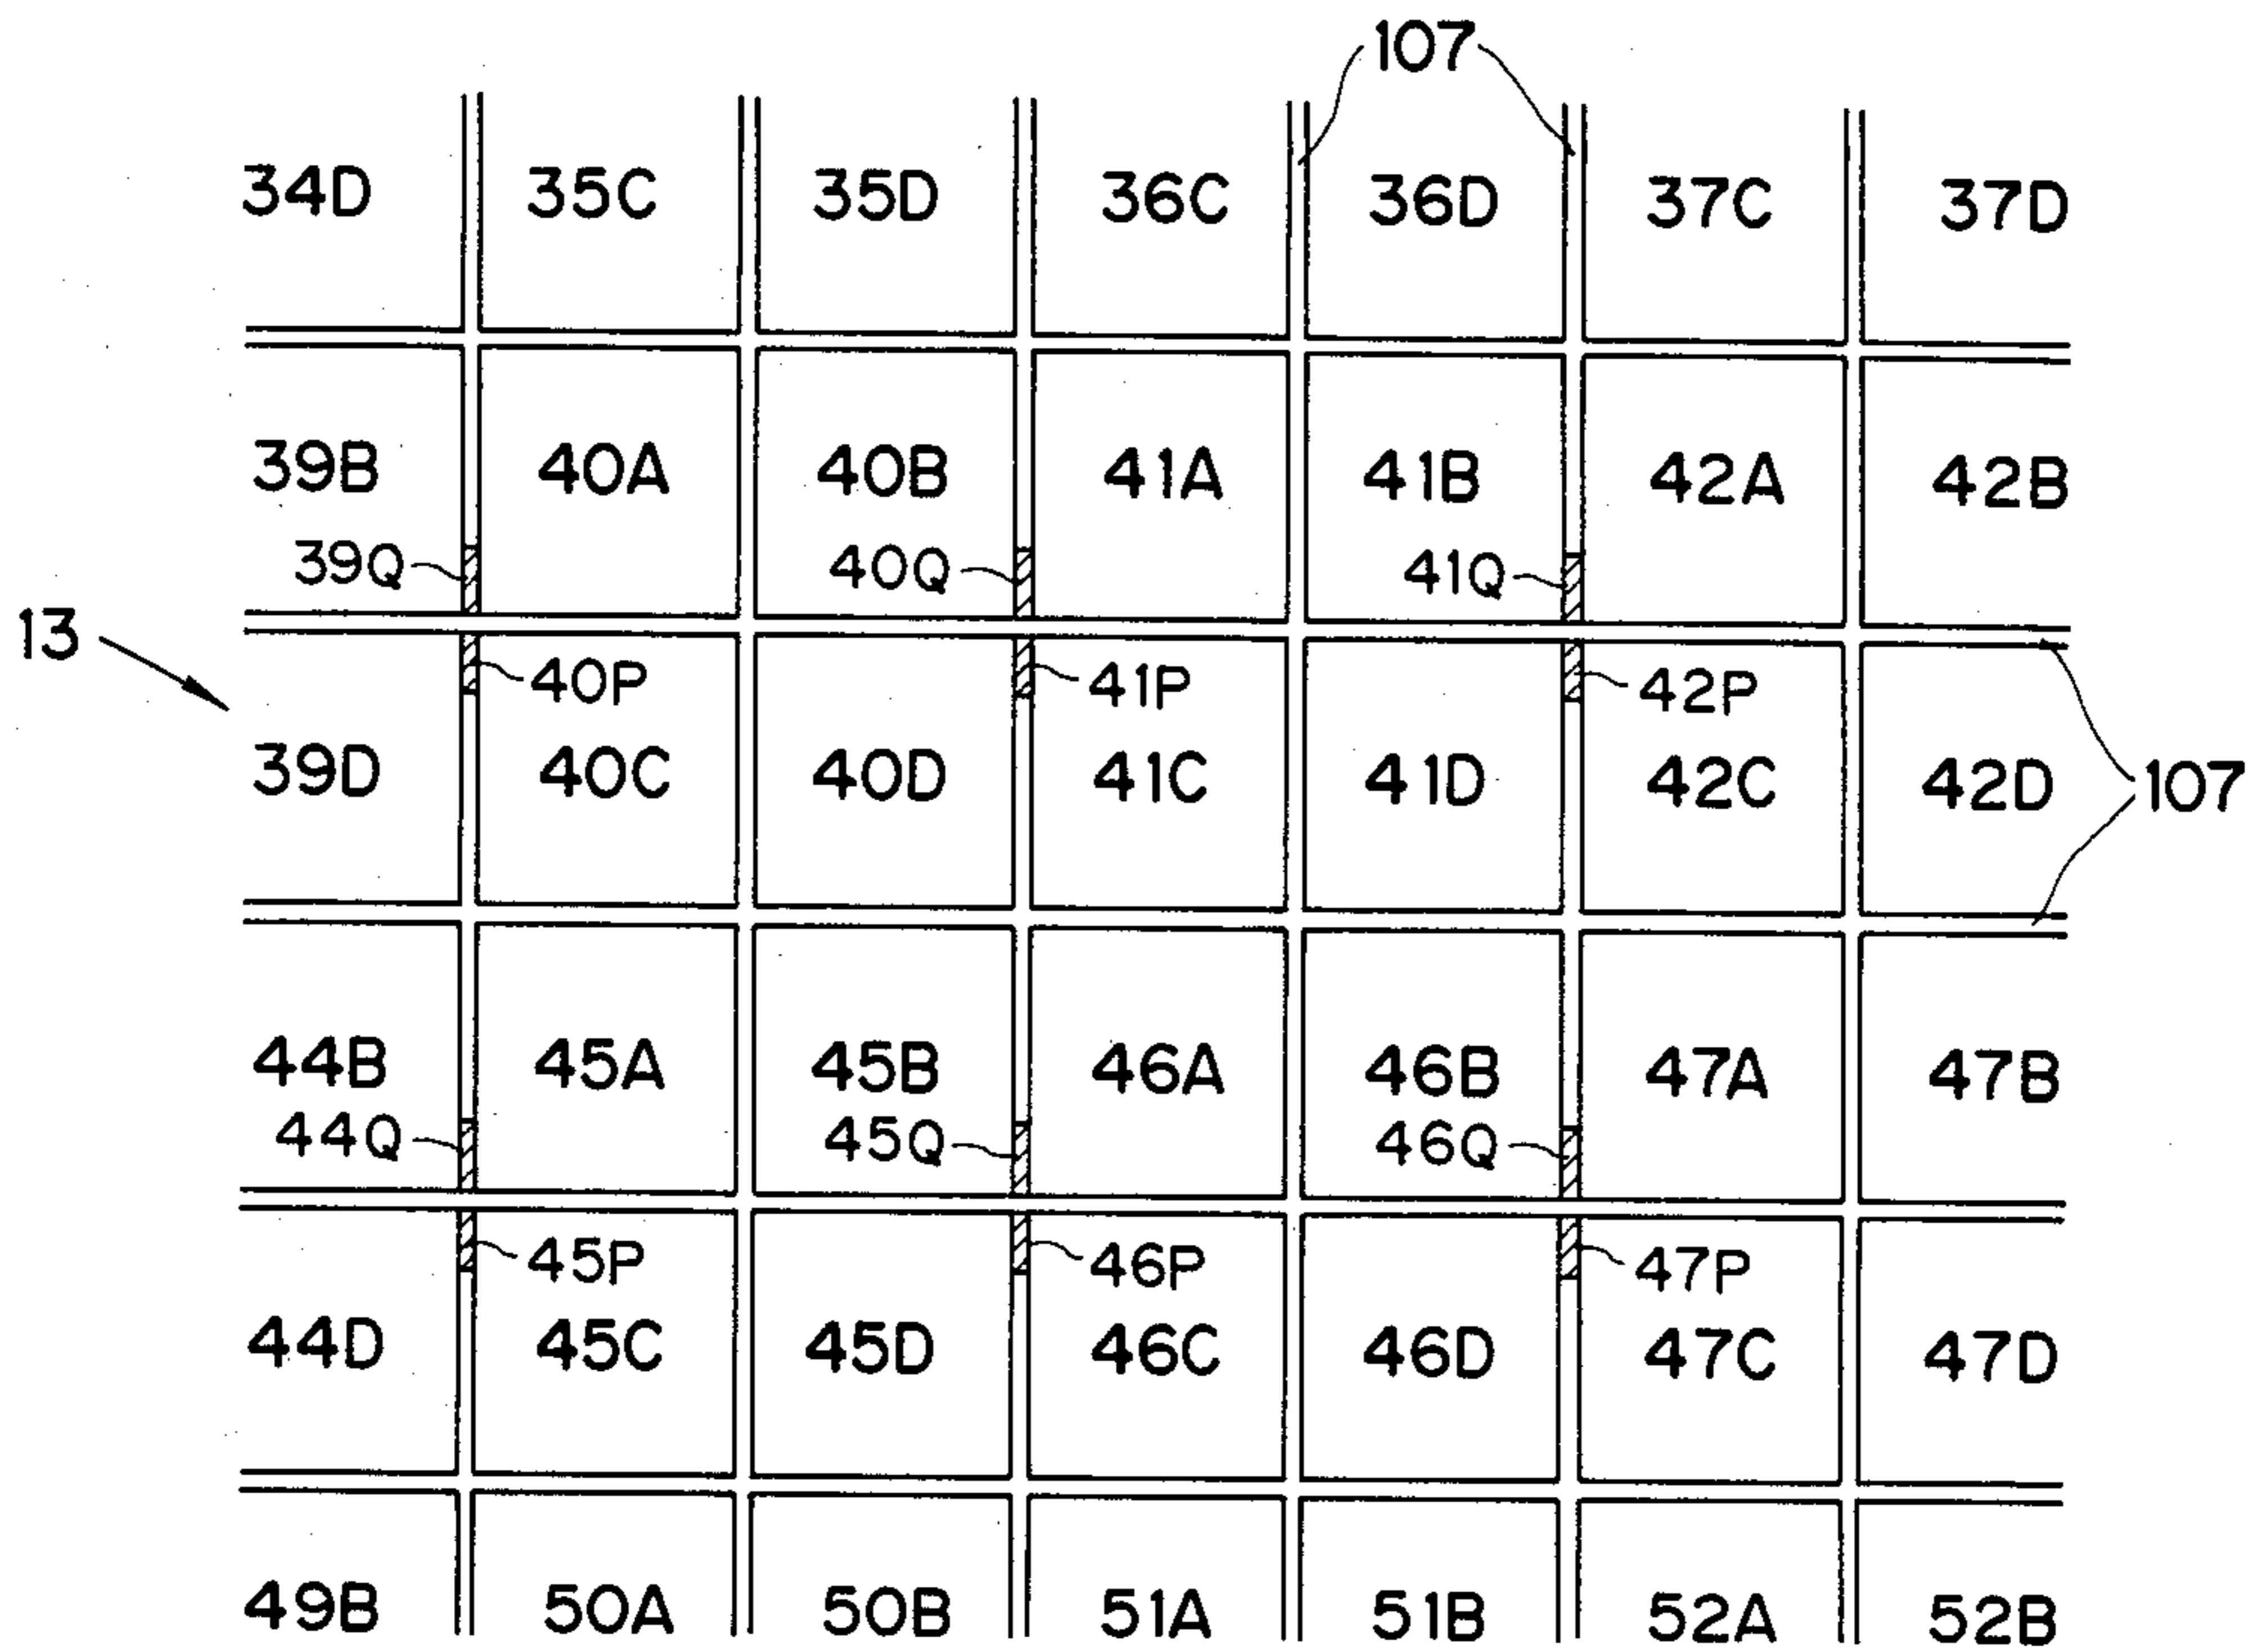 107
34D 35C 35D 36C 36D 37C 37D
39B 40A 40B 41A 41B 42A 42B
39Q 40Q 41Q
13
40P 41P 42P
39D 40C 40D 41C 41D 42C 42D 107
44B 45A 45B 46A 46B 47A 47B
44Q 45Q 46Q
45P 46P 47P
44D 45C 45D 46C 46D 47C 47D
49B 50A 50B 51A 51B 52A 52B